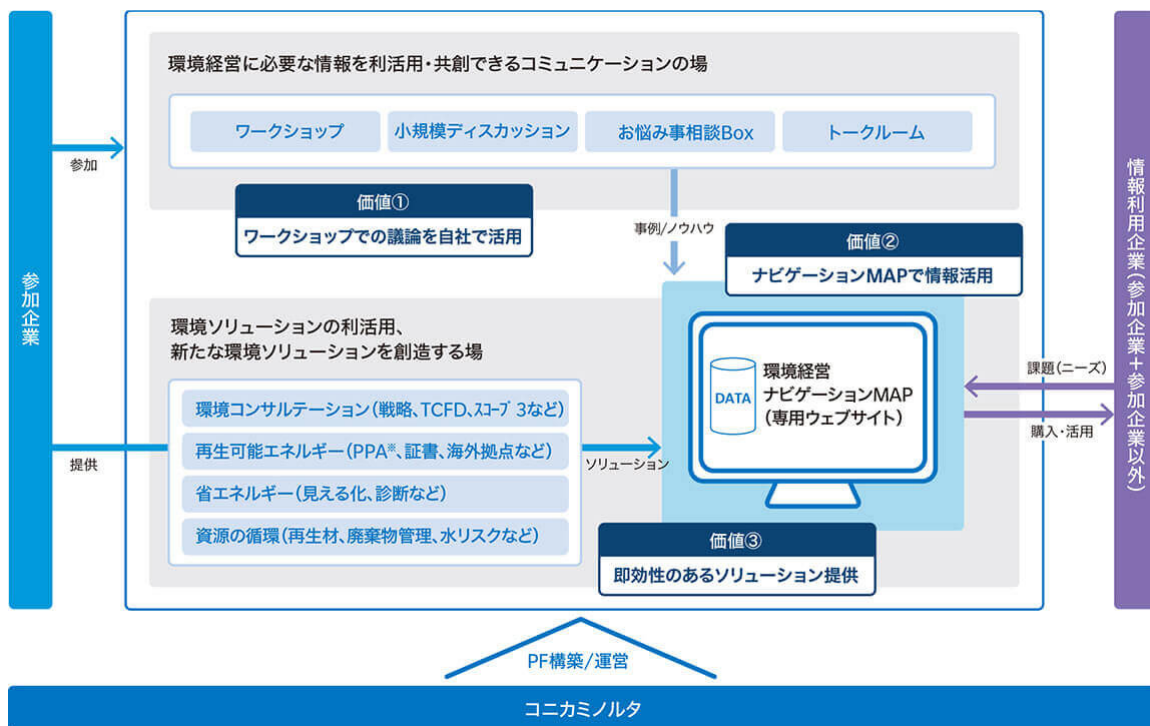 環境経営に必要な情報を利活用・共創できるコミュニケーションの場
ワークショップ
小規模ディスカッション
お悩み事相談Box
トークルーム
参加
価値①
ワークショップでの議論を自社で活用
事例/ノウハウ
価値②
ナビゲーションMAPで情報活用
参加企業
環境ソリューションの利活用、
新たな環境ソリューションを創造する場
環境コンサルテーション(戦略、TCFD、ｽｺｰﾌﾟ 3など)
再生可能エネルギー(PPA※、証書、海外拠点など)
省エネルギー(見える化、診断など)
資源の循環(再生材、廃棄物管理、水リスクなど)
提供
ソリューション
DATA
環境経営
ナビゲーションMAP
(専用ウェブサイト)
課題(ニーズ)
購入・活用
情報利用企業(参加企業＋参加企業以外)
価値③
即効性のあるソリューション提供
PF構築/運営
コニカミノルタ